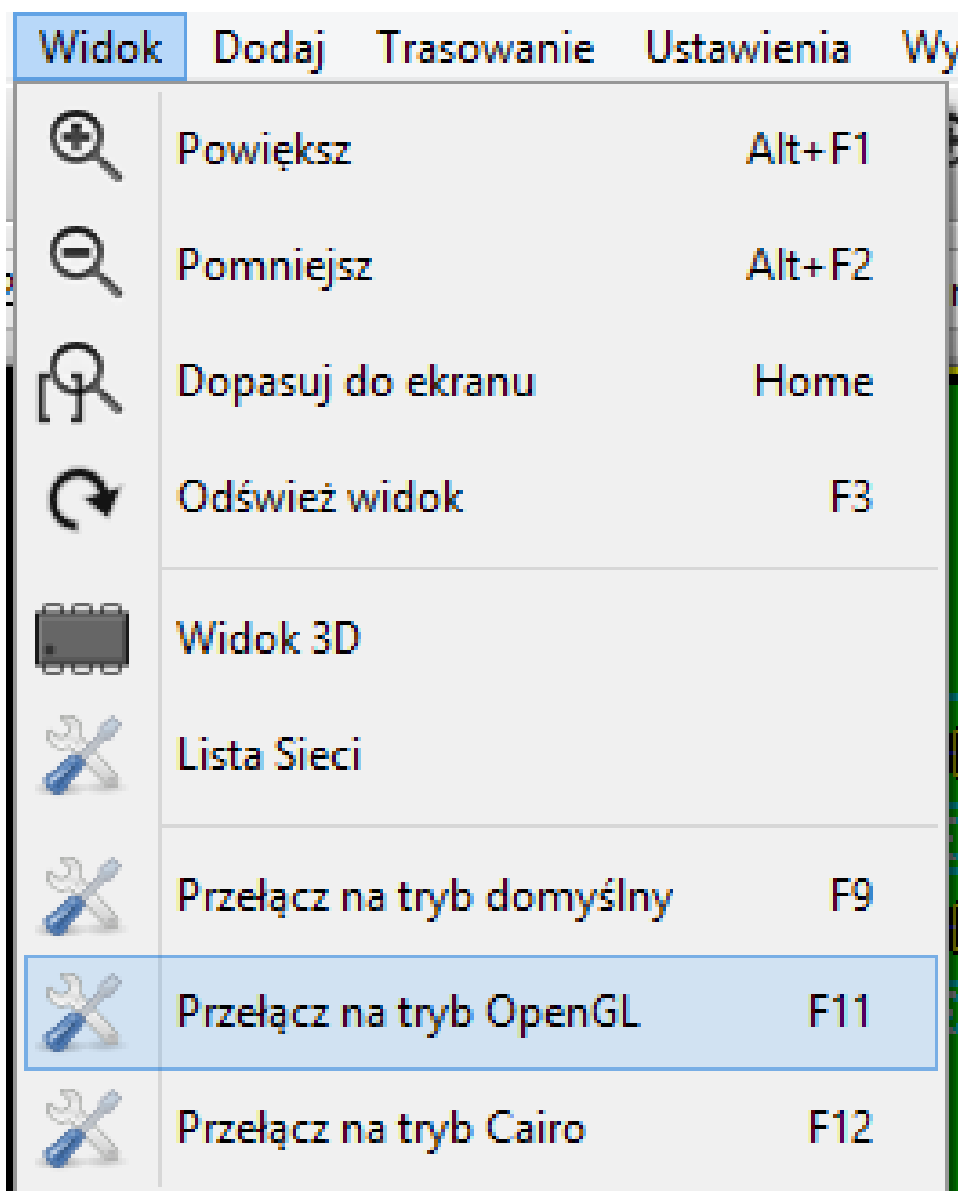 Widok Dodaj Trasowanie Ustawienia
Powiększ Alt+F1
Pomniejsz Alt+F2
Dopasuj do ekranu Home
Odśwież widok F3
Widok 3D
Lista Sieci
Przełącz na tryb domyślny F9
Przełącz na tryb OpenGL F11
Przełącz na tryb Cairo F12